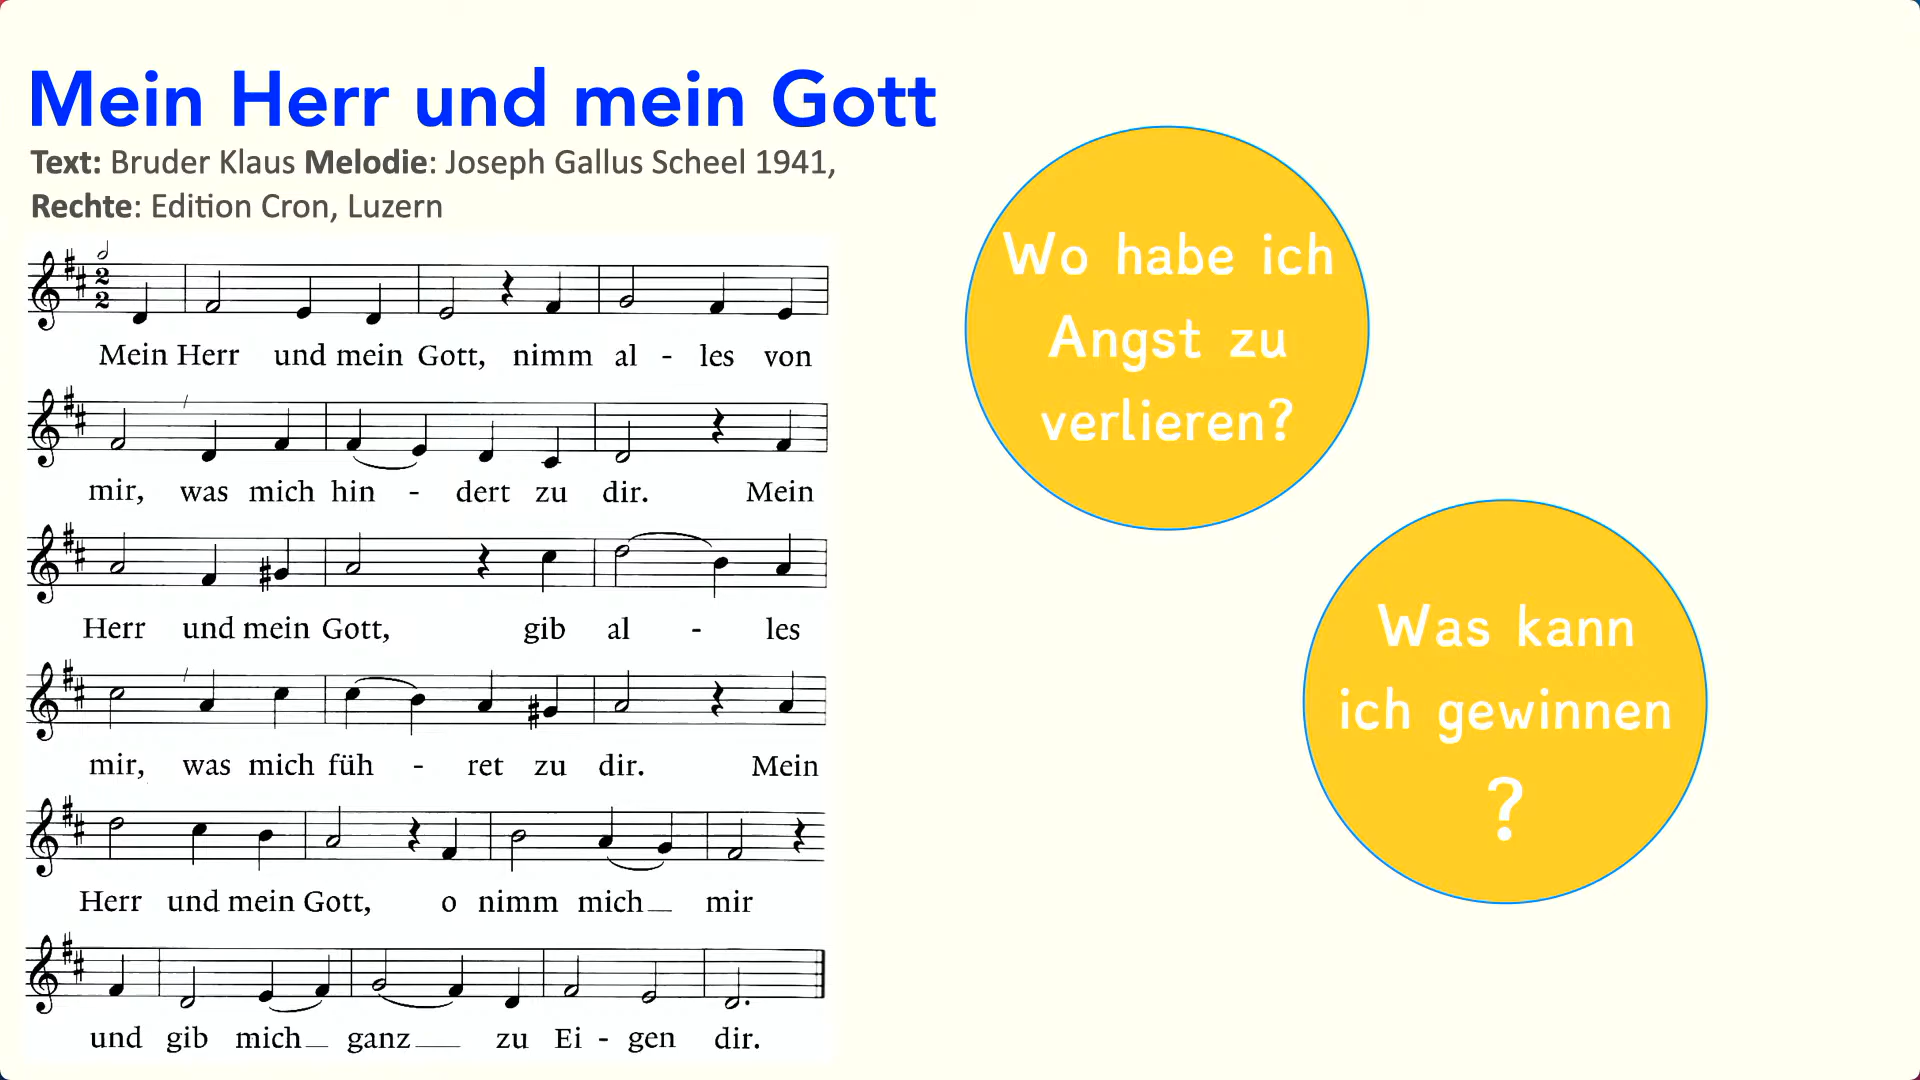 Mein Herr und mein Gott
Text: Bruder Klaus Melodie: Joseph Gallus Scheel 1941,
Rechte: Edition Cron, Luzern
Mein Herr und mein Gott, nimm al - les von
mir, was mich hin - dert zu dir. Mein
Herr und mein Gott, gib al - les
mir, was mich füh - ret zu dir. Mein
Herr und mein Gott, o nimm mich mir
und gib mich ganz zu Ei - gen dir.
Wo habe ich
Angst zu
verlieren?
Was kann
ich gewinnen
?